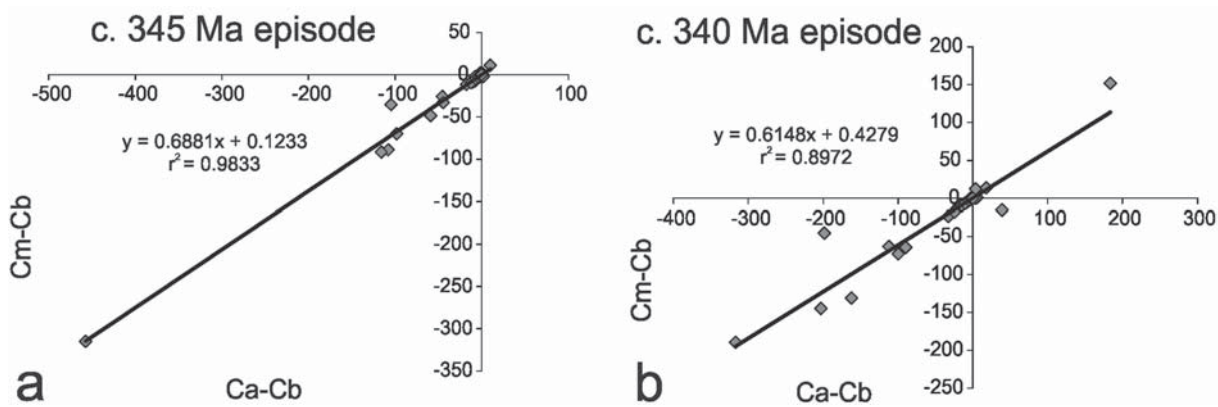 c. 345 Ma episode
50
0
-500 -400 -300 -200 -100 100
-50
y = 0.6881x + 0.1233
r² = 0.9833
-100
-150
-200
-250
-300
-350
Cm-Cb
Ca-Cb
a
c. 340 Ma episode
200
150
100
y = 0.6148x + 0.4279
r² = 0.8972
50
0
-400 -300 -200 -100 100 200 300
-50
-100
-150
-200
-250
Cm-Cb
Ca-Cb
b